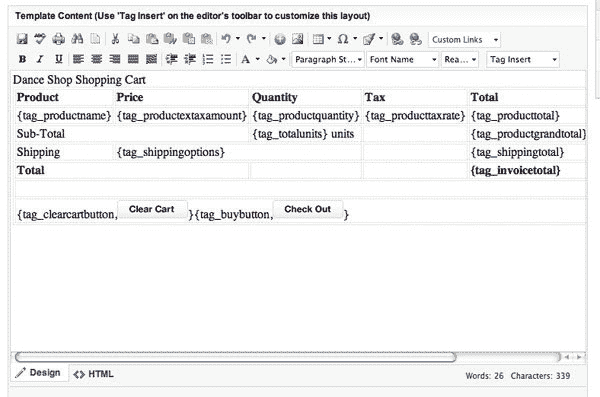 Template Content (Use 'Tag Insert' on the editor's toolbar to customize this layout)
Custom Links
B I U A Paragraph St... Font Name Rea... Tag Insert
Dance Shop Shopping Cart
Product Price Quantity Tax Total
{tag_productname} {tag_productextaxamount} {tag_productquantity} {tag_producttaxrate} {tag_producttotal}
Sub-Total {tag_totalunits} units {tag_productgrandtotal}
Shipping {tag_shippingoptions} {tag_shippingtotal}
Total {tag_invoicetotal}
{tag_clearcartbutton,Clear Cart}{tag_buybutton,Check Out}
Design HTML Words: 26 Characters: 339